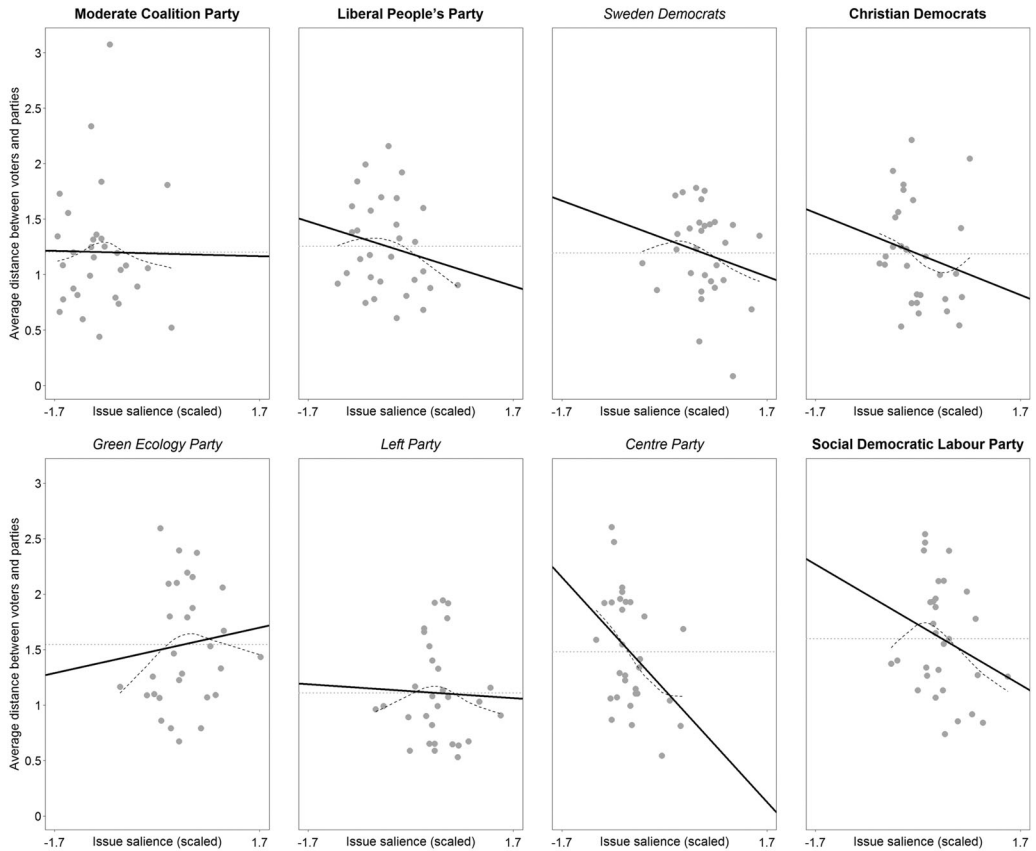 Moderate Coalition Party
Liberal People's Party
Sweden Democrats
Christian Democrats
Average distance between voters and parties
3
2.5
2
1.5
1
0.5
0
-1.7 Issue salience (scaled) 1.7
-1.7 Issue salience (scaled) 1.7
-1.7 Issue salience (scaled) 1.7
-1.7 Issue salience (scaled) 1.7
Green Ecology Party
Left Party
Centre Party
Social Democratic Labour Party
Average distance between voters and parties
3
2.5
2
1.5
1
0.5
0
-1.7 Issue salience (scaled) 1.7
-1.7 Issue salience (scaled) 1.7
-1.7 Issue salience (scaled) 1.7
-1.7 Issue salience (scaled) 1.7